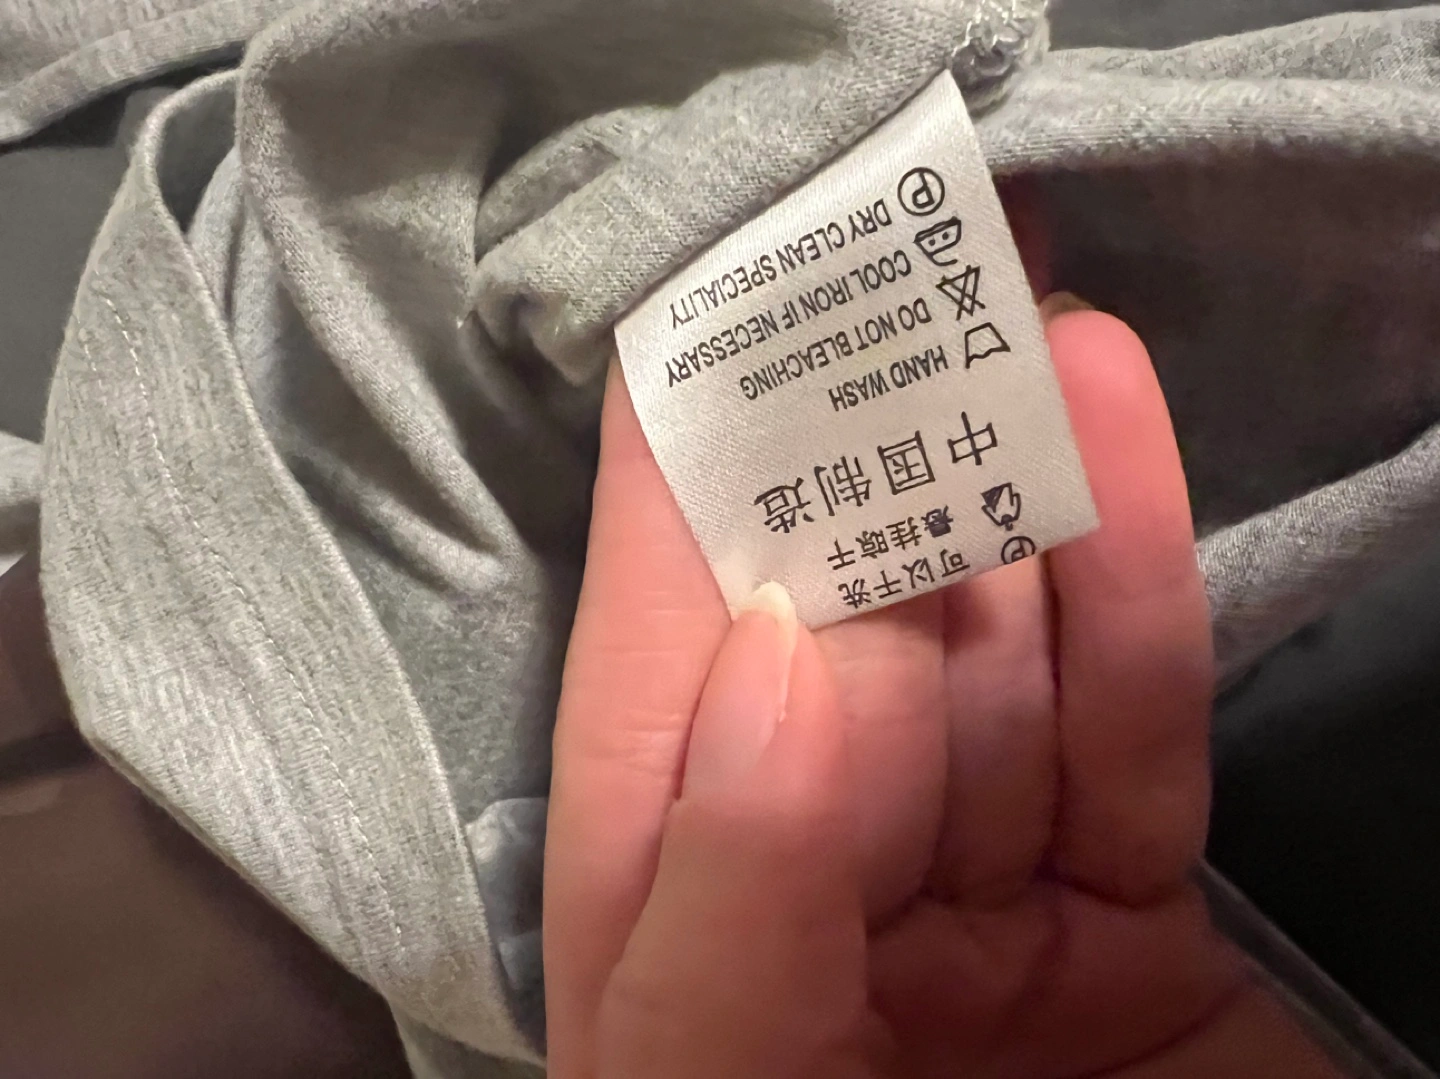 Ⓟ 可以干洗
悬挂晾干
中国制造
HAND WASH
DO NOT BLEACHING
COOL IRON IF NECESSARY
Ⓟ DRY CLEAN SPECIALITY